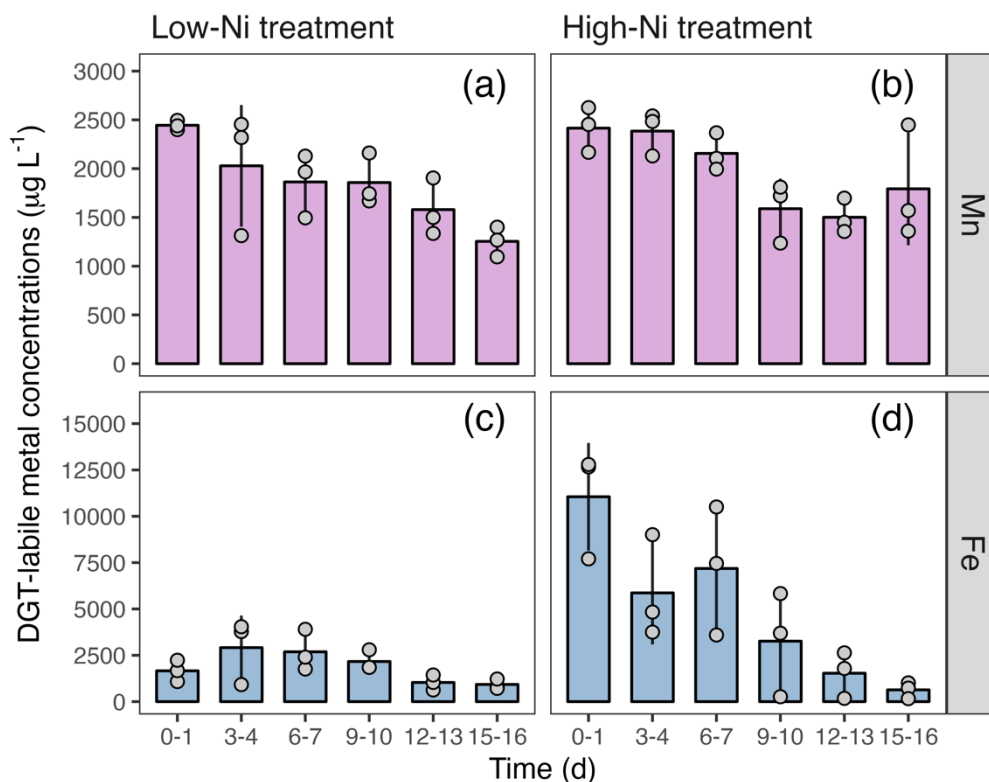 Low-Ni treatment
High-Ni treatment
DGT-labile metal concentrations (µg L⁻¹)
3000
2500
2000
1500
1000
500
0
(a)
(b)
Mn
15000
12500
10000
7500
5000
2500
0
(c)
(d)
Fe
0-1 3-4 6-7 9-10 12-13 15-16
0-1 3-4 6-7 9-10 12-13 15-16
Time (d)